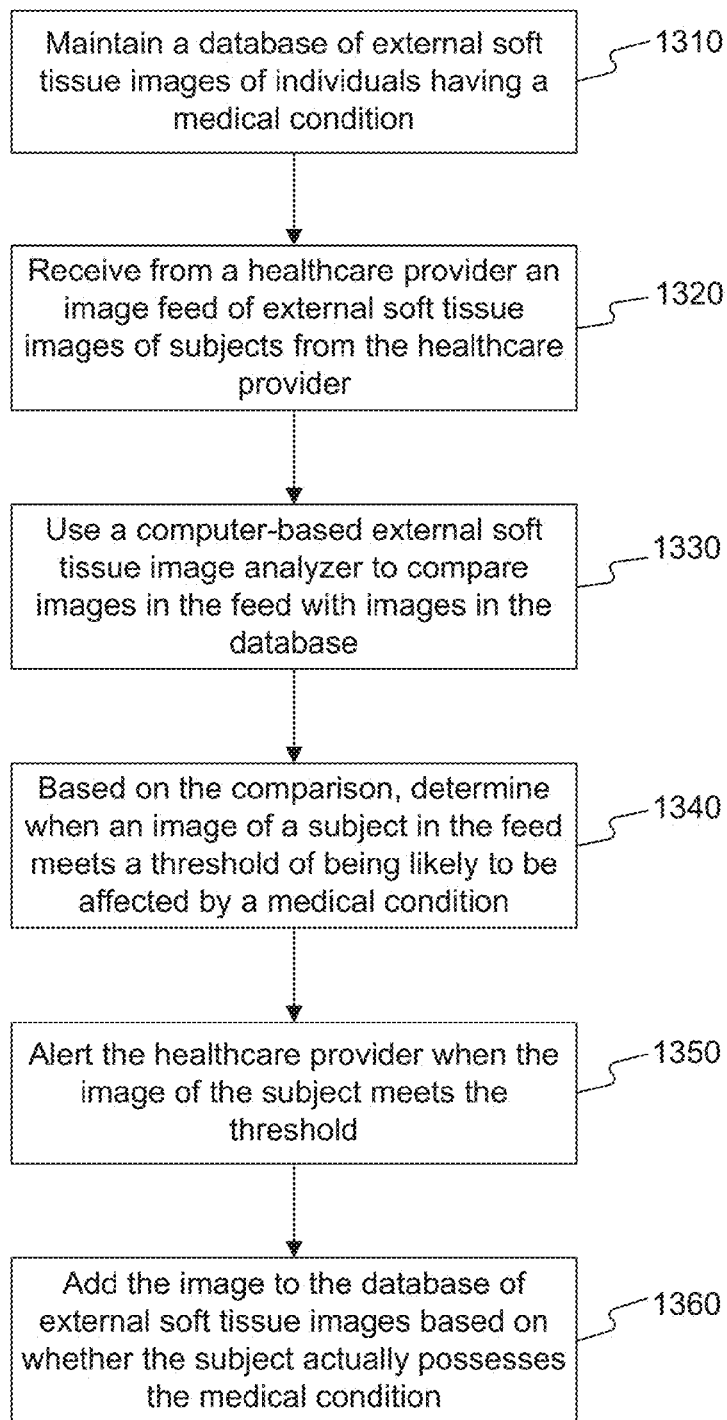 Maintain a database of external soft
tissue images of individuals having a
medical condition
1310
Receive from a healthcare provider an
image feed of external soft tissue
images of subjects from the healthcare
provider
1320
Use a computer-based external soft
tissue image analyzer to compare
images in the feed with images in the
database
1330
Based on the comparison, determine
when an image of a subject in the feed
meets a threshold of being likely to be
affected by a medical condition
1340
Alert the healthcare provider when the
image of the subject meets the
threshold
1350
Add the image to the database of
external soft tissue images based on
whether the subject actually possesses
the medical condition
1360